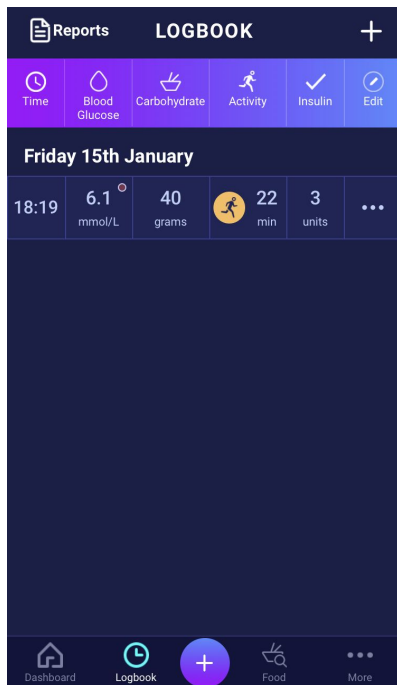 Reports LOGBOOK
Time Blood Glucose Carbohydrate Activity Insulin Edit
Friday 15th January
18:19 6.1 mmol/L 40 grams 22 min 3 units
Dashboard Logbook Food More